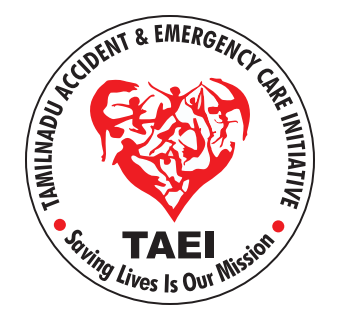 TAMILNADU ACCIDENT & EMERGENCY CARE INITIATIVE
TAEI
Saving Lives Is Our Mission